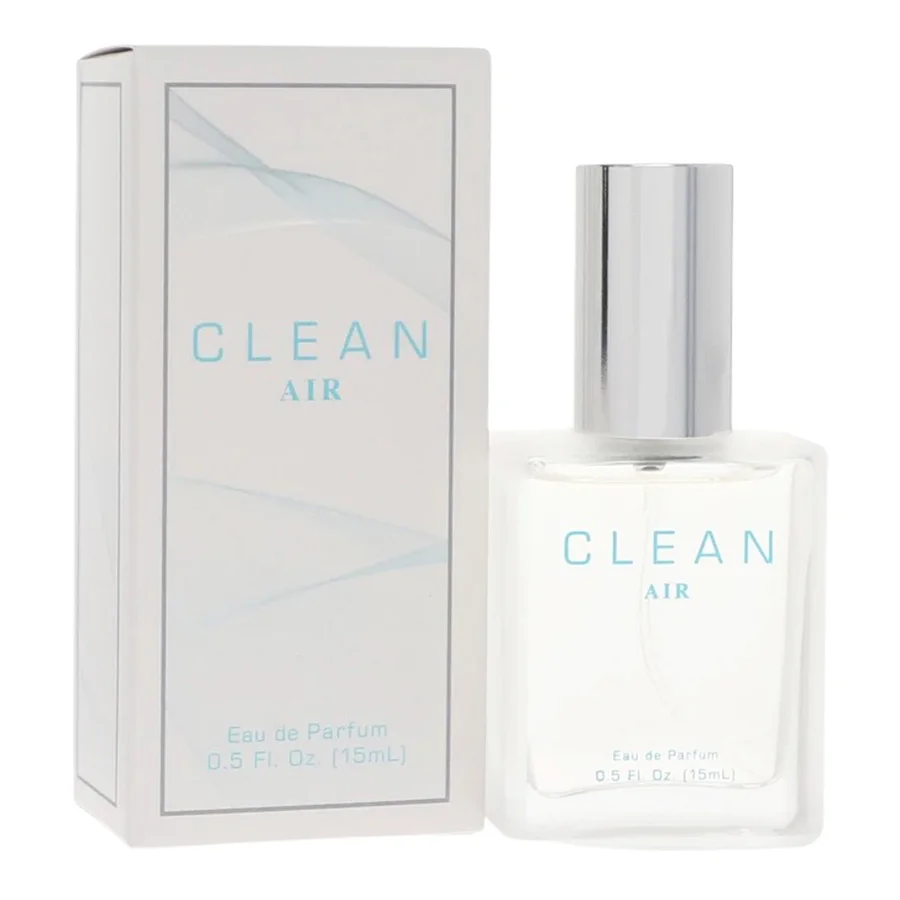 CLEAN
AIR
Eau de Parfum
0.5 Fl. Oz. (15mL)
CLEAN
AIR
Eau de Parfum
0.5 Fl. Oz. (15mL)